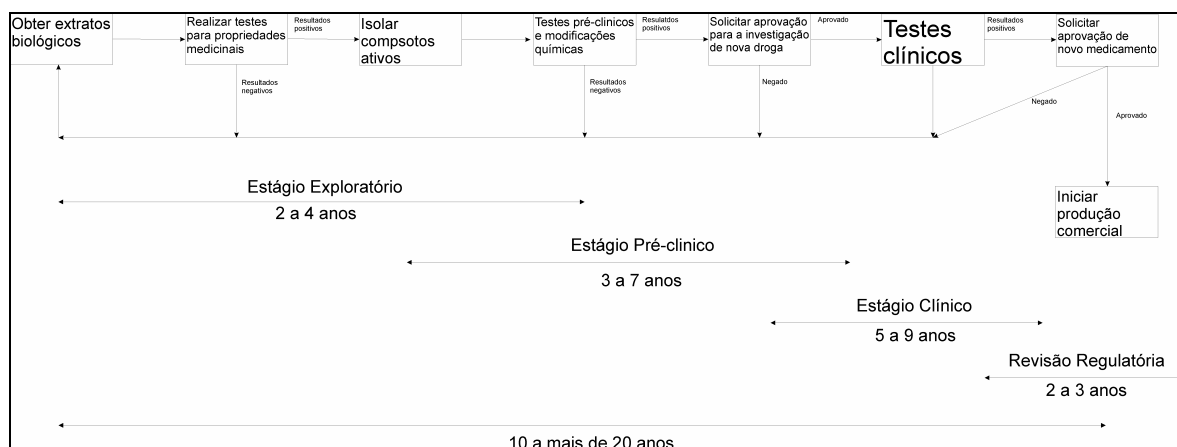 Obter extratos
biológicos
Realizar testes
para propriedades
medicinais
Resultados
positivos
Isolar
compsotos
ativos
Testes pré-clinicos
e modificações
químicas
Resulatdos
positivos
Solicitar aprovação
para a investigação
de nova droga
Aprovado
Testes
clínicos
Resultados
positivos
Solicitar
aprovação de
novo medicamento
Resultados
negativos
Resultados
negativos
Negado
Negado
Aprovado
Estágio Exploratório
2 a 4 anos
Iniciar
produção
comercial
Estágio Pré-clinico
3 a 7 anos
Estágio Clínico
5 a 9 anos
Revisão Regulatória
2 a 3 anos
10 a mais de 20 anos